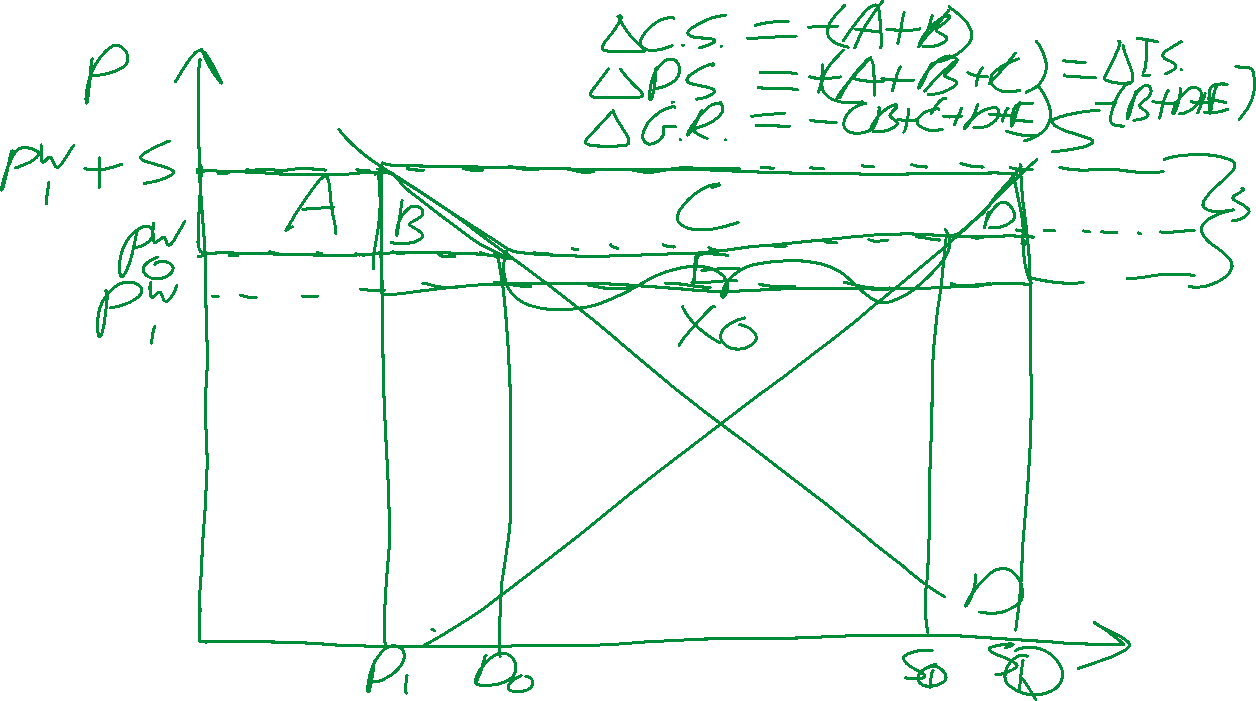 ΔC.S. = -(A+B)
ΔP.S = +(A+B+C) = ΔT.S.
ΔG.R. = -(B+C+D+E) -(B+D+E)
P
P₁ʷ + S
A
B
C
D
S
P₀ʷ
E
P₁ʷ
X₀
D
D₁
D₀
S₀
S₁